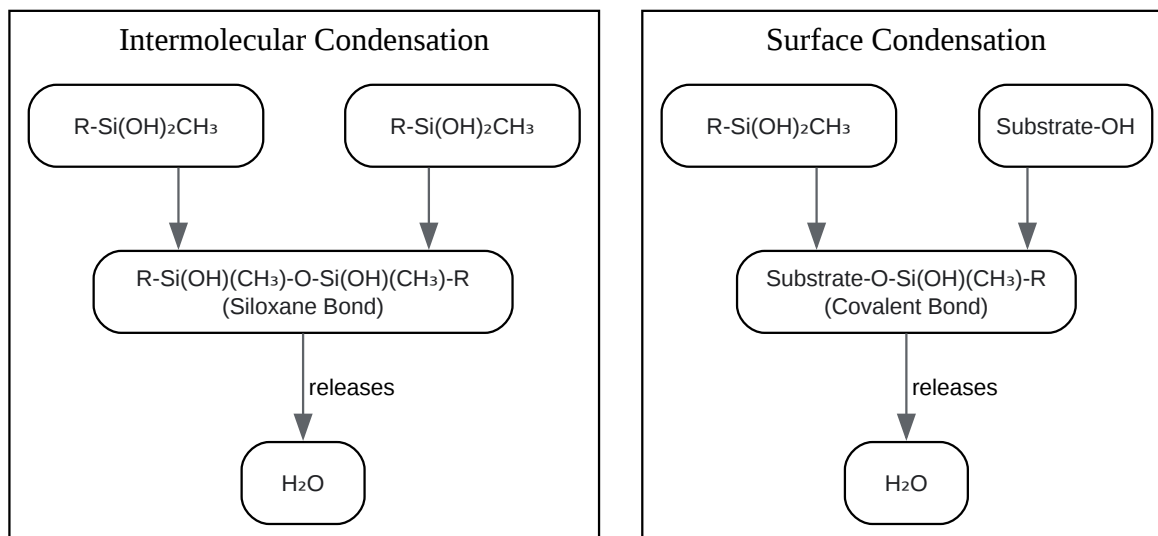 Intermolecular Condensation
R-Si(OH)₂CH₃
R-Si(OH)₂CH₃
R-Si(OH)(CH₃)-O-Si(OH)(CH₃)-R
(Siloxane Bond)
releases
H₂O
Surface Condensation
R-Si(OH)₂CH₃
Substrate-OH
Substrate-O-Si(OH)(CH₃)-R
(Covalent Bond)
releases
H₂O